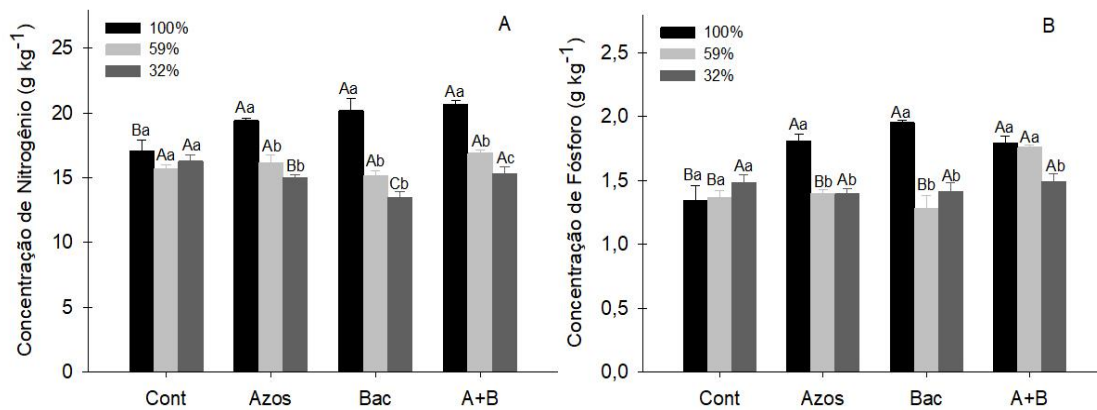 A
100%
59%
32%
Concentração de Nitrogênio (g kg⁻¹)
25
20
15
10
5
0
Ba Aa Aa
Aa Ab Bb
Aa Ab Cb
Aa Ab Ac
Cont Azos Bac A+B
B
100%
59%
32%
Concentração de Fósforo (g kg⁻¹)
2,5
2,0
1,5
1,0
0,5
0,0
Ba Ba Aa
Aa Bb Ab
Aa Bb Ab
Aa Aa Ab
Cont Azos Bac A+B